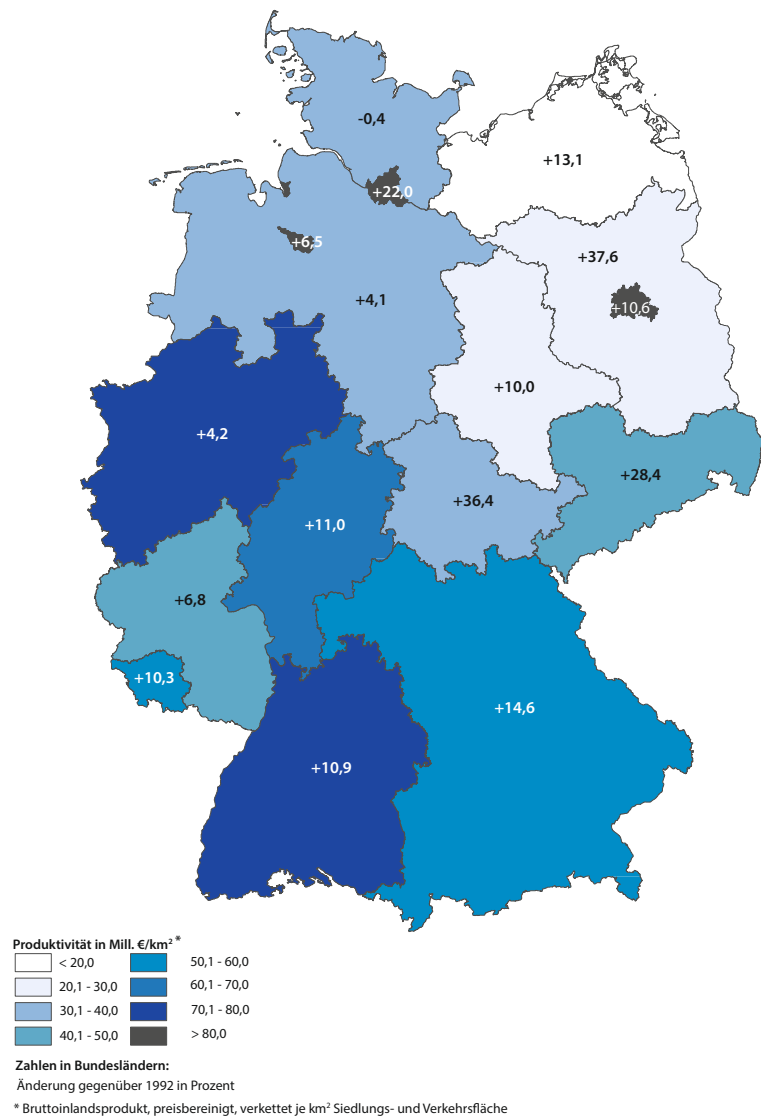 -0,4
+13,1
+22,0
+6,5
+37,6
+4,1
+10,6
+10,0
+4,2
+28,4
+36,4
+11,0
+6,8
+10,3
+14,6
+10,9
Produktivität in Mill. €/km² *
< 20,0
50,1 - 60,0
20,1 - 30,0
60,1 - 70,0
30,1 - 40,0
70,1 - 80,0
40,1 - 50,0
> 80,0
Zahlen in Bundesländern:
Änderung gegenüber 1992 in Prozent
* Bruttoinlandsprodukt, preisbereinigt, verkettet je km² Siedlungs- und Verkehrsfläche